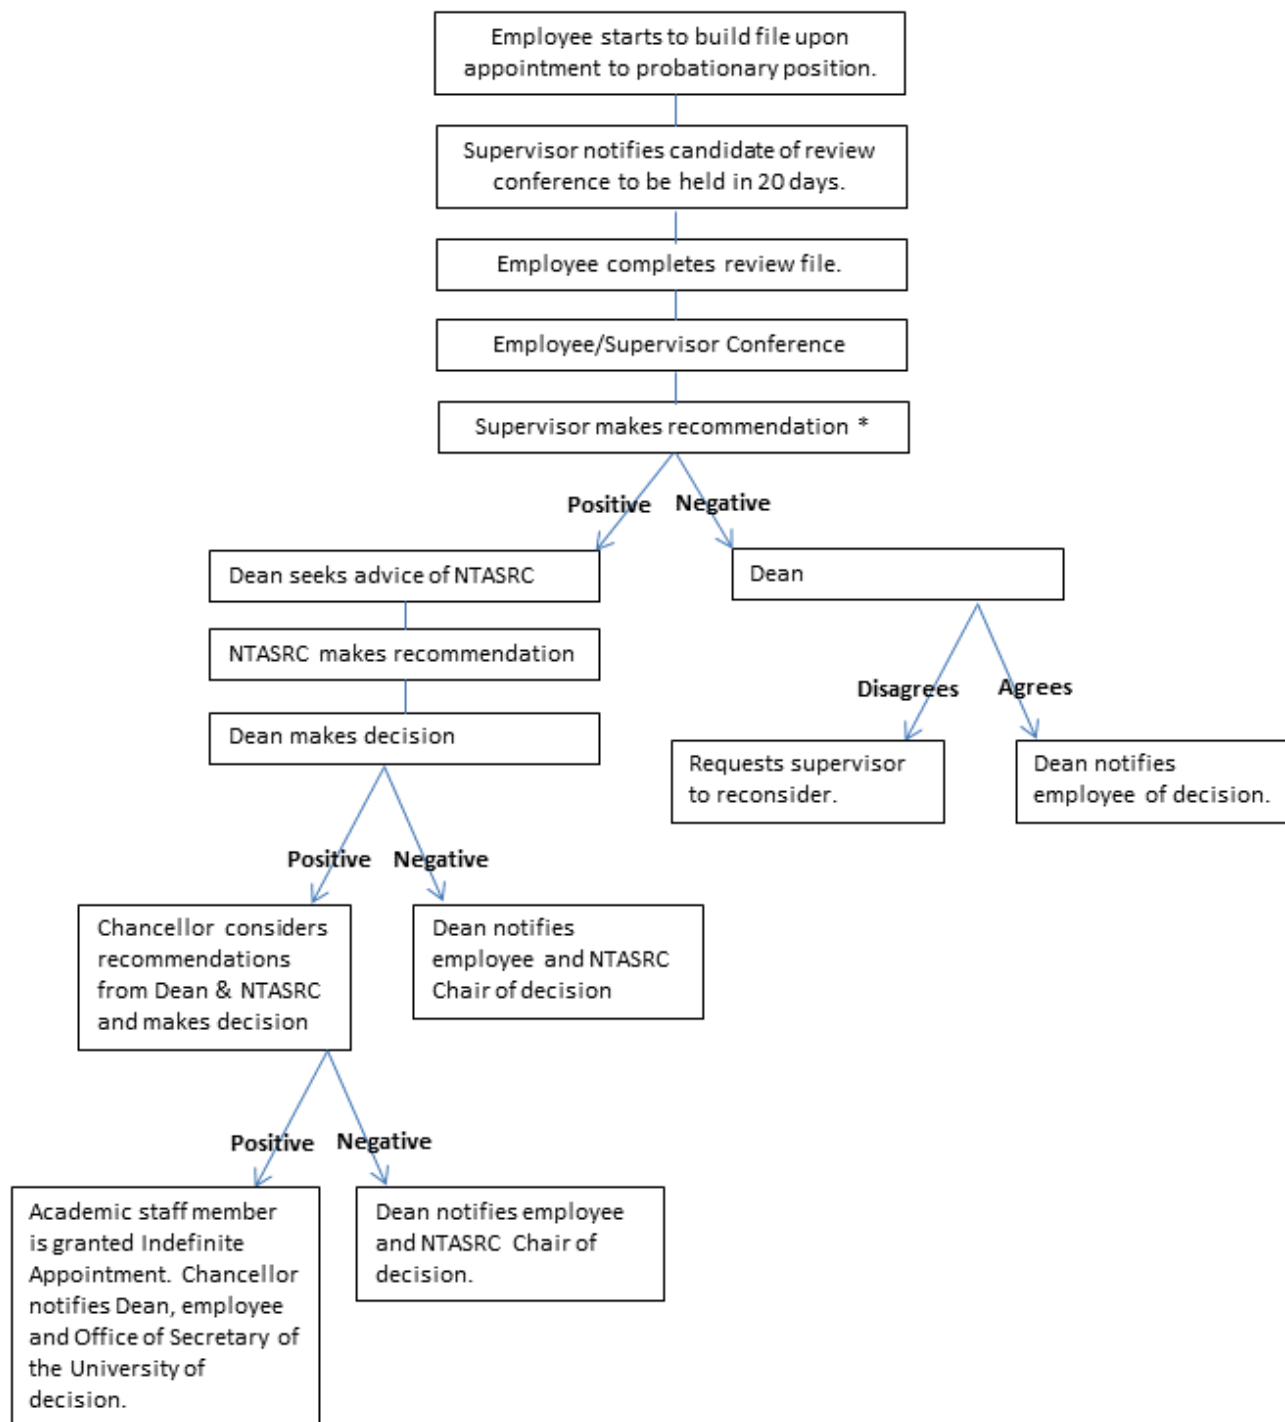 Employee starts to build file upon
appointment to probationary position.
Supervisor notifies candidate of review
conference to be held in 20 days.
Employee completes review file.
Employee/Supervisor Conference
Supervisor makes recommendation *
Positive
Negative
Dean seeks advice of NTASRC
Dean
NTASRC makes recommendation
Disagrees
Agrees
Dean makes decision
Requests supervisor
to reconsider.
Dean notifies
employee of decision.
Positive
Negative
Chancellor considers
recommendations
from Dean & NTASRC
and makes decision
Dean notifies
employee and NTASRC
Chair of decision
Positive
Negative
Academic staff member
is granted Indefinite
Appointment. Chancellor
notifies Dean, employee
and Office of Secretary of
the University of
decision.
Dean notifies employee
and NTASRC Chair of
decision.